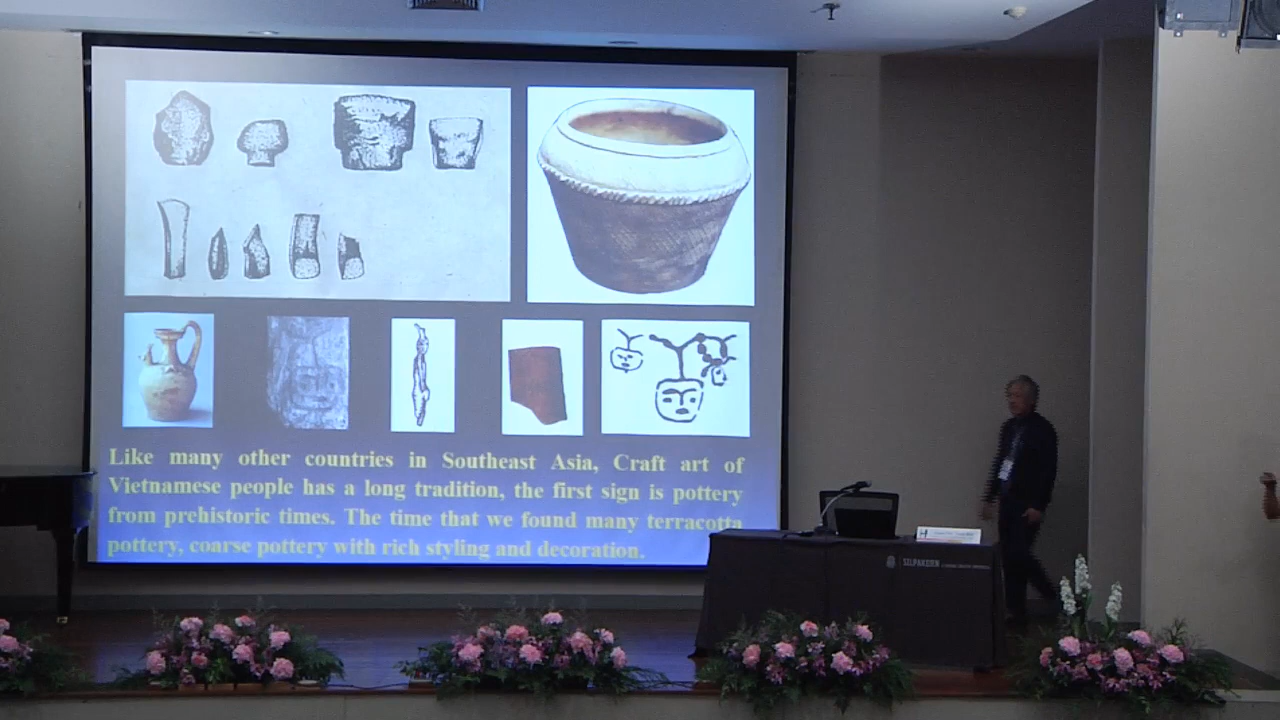 Like many other countries in Southeast Asia, Craft art of
Vietnamese people has a long tradition, the first sign is pottery
from prehistoric times. The time that we found many terracotta
pottery, coarse pottery with rich styling and decoration.
SILPAKORN